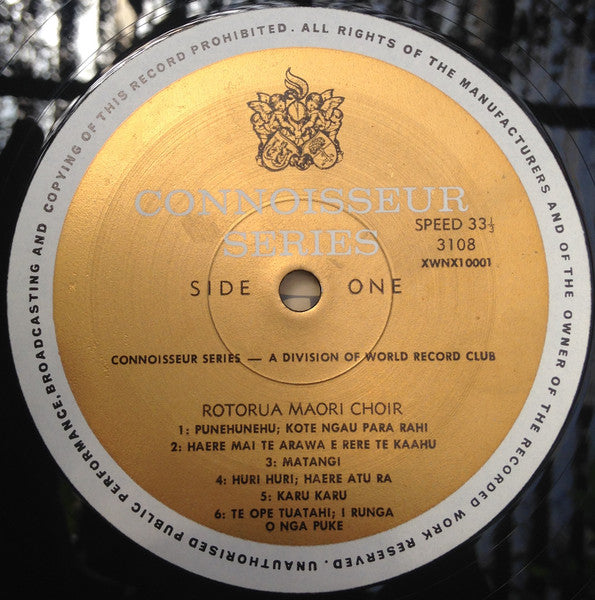 COPYING OF THIS RECORD PROHIBITED. ALL RIGHTS OF THE MANUFACTURERS AND OF THE OWNER OF THE RECORDED WORK RESERVED. UNAUTHORISED PUBLIC PERFORMANCE, BROADCASTING AND
CONNOISSEUR
SERIES
SPEED 33⅓
3108
XWNX10001
SIDE ONE
CONNOISSEUR SERIES — A DIVISION OF WORLD RECORD CLUB
ROTORUA MAORI CHOIR
1: PUNEHUNEHU; KOTE NGAU PARA RAHI
2: HAERE MAI TE ARAWA E RERE TE KAAHU
3: MATANGI
4: HURI HURI; HAERE ATU RA
5: KARU KARU
6: TE OPE TUATAHI; I RUNGA
O NGA PUKE